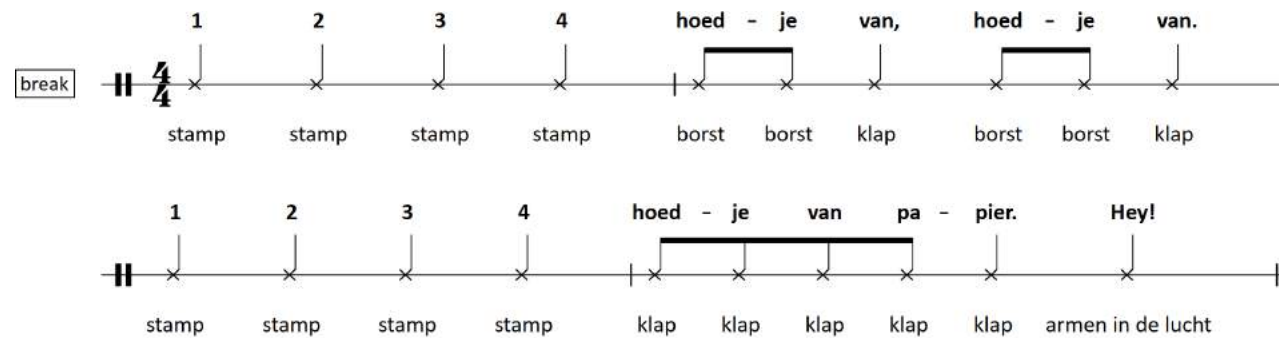 1 2 3 4 hoed - je van, hoed - je van.
break 4 4
stamp stamp stamp stamp borst borst klap borst borst klap
1 2 3 4 hoed - je van pa - pier. Hey!
stamp stamp stamp stamp klap klap klap klap klap armen in de lucht